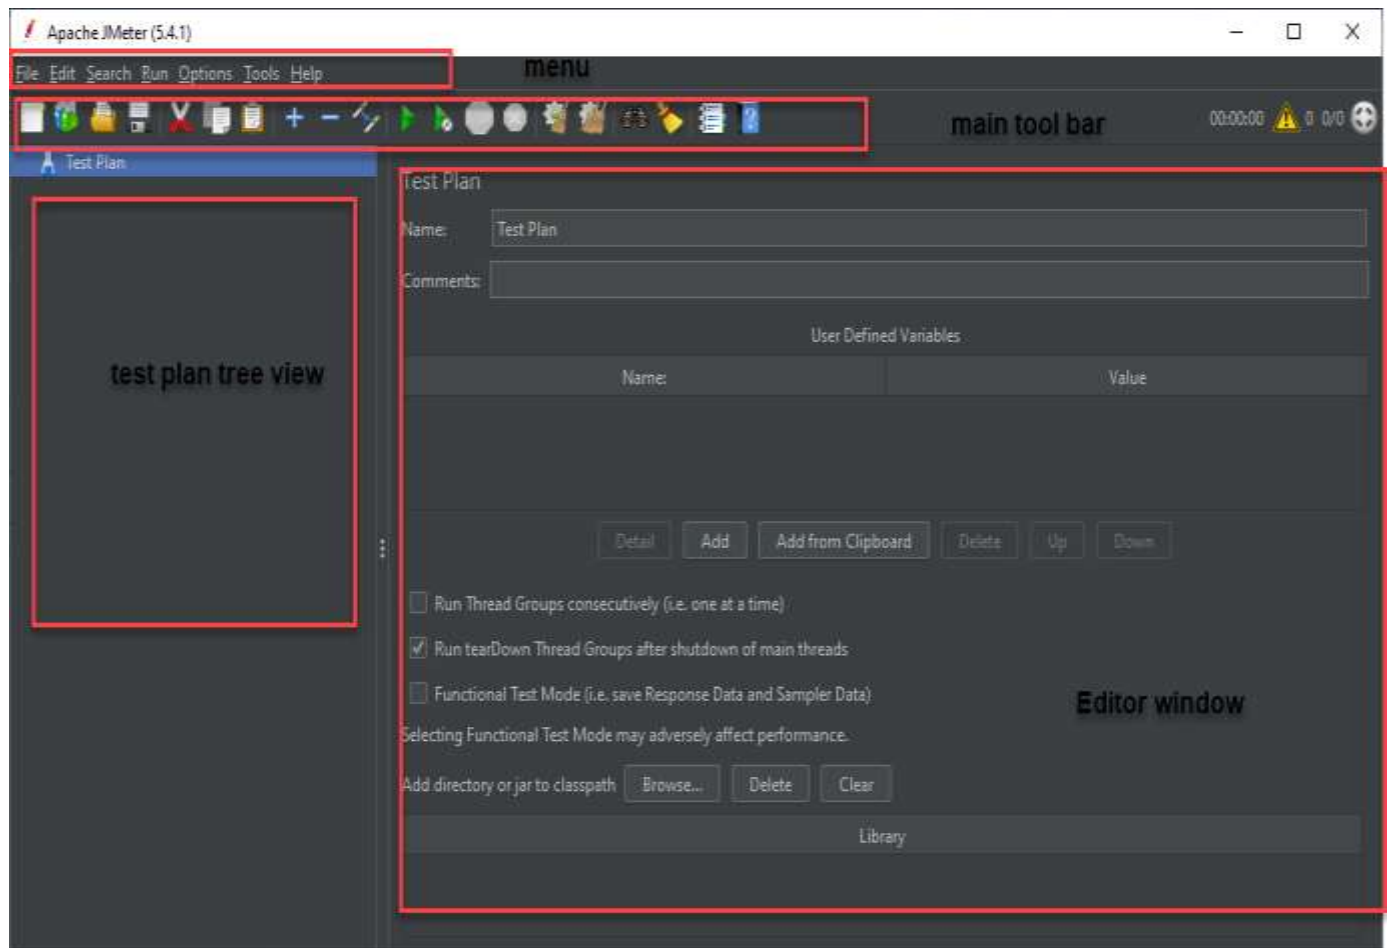 Apache JMeter (5.4.1)
File Edit Search Run Options Tools Help
menu
main tool bar
00:00:00 0 0/0
Test Plan
Test Plan
Name: Test Plan
Comments:
User Defined Variables
Name: Value
test plan tree view
Detail Add Add from Clipboard Delete Up Down
Run Thread Groups consecutively (i.e. one at a time)
Run tearDown Thread Groups after shutdown of main threads
Functional Test Mode (i.e. save Response Data and Sampler Data)
Editor window
Selecting Functional Test Mode may adversely affect performance.
Add directory or jar to classpath Browse... Delete Clear
Library